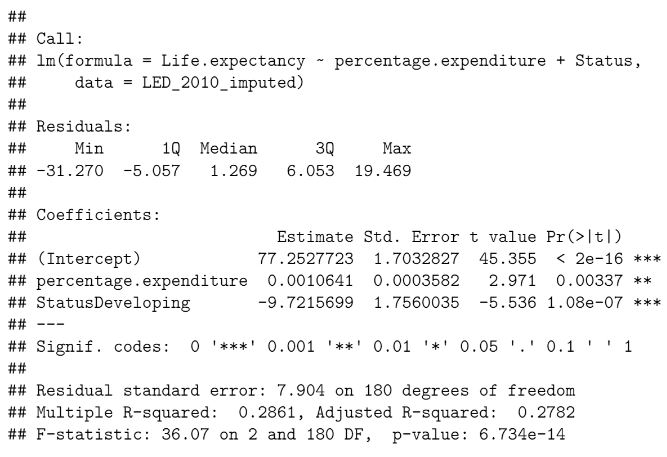 ##
## Call:
## lm(formula = Life.expectancy ~ percentage.expenditure + Status,
##     data = LED_2010_imputed)
##
## Residuals:
##     Min      1Q  Median      3Q     Max
## -31.270  -5.057   1.269   6.053  19.469
##
## Coefficients:
##                          Estimate Std. Error t value Pr(>|t|)
## (Intercept)            77.2527723  1.7032827  45.355  < 2e-16 ***
## percentage.expenditure  0.0010641  0.0003582   2.971  0.00337 **
## StatusDeveloping       -9.7215699  1.7560035  -5.536 1.08e-07 ***
## ---
## Signif. codes:  0 '***' 0.001 '**' 0.01 '*' 0.05 '.' 0.1 ' ' 1
##
## Residual standard error: 7.904 on 180 degrees of freedom
## Multiple R-squared:  0.2861, Adjusted R-squared:  0.2782
## F-statistic: 36.07 on 2 and 180 DF,  p-value: 6.734e-14